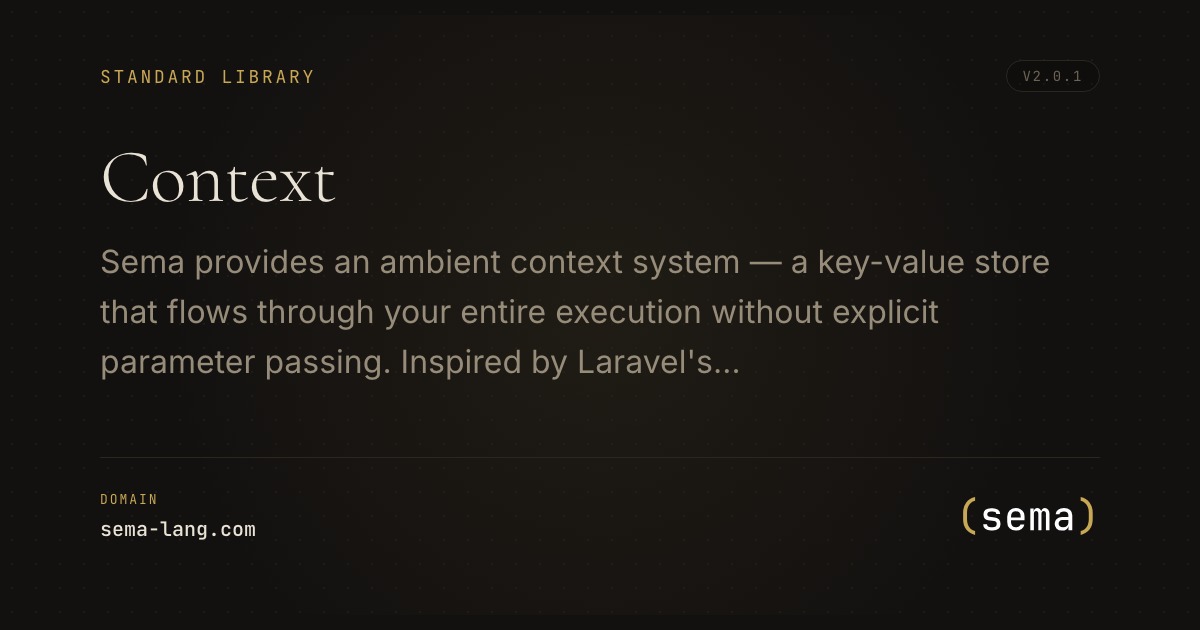 STANDARD LIBRARY
V2.0.1
Context
Sema provides an ambient context system — a key-value store
that flows through your entire execution without explicit
parameter passing. Inspired by Laravel's...
DOMAIN
sema-lang.com
(sema)